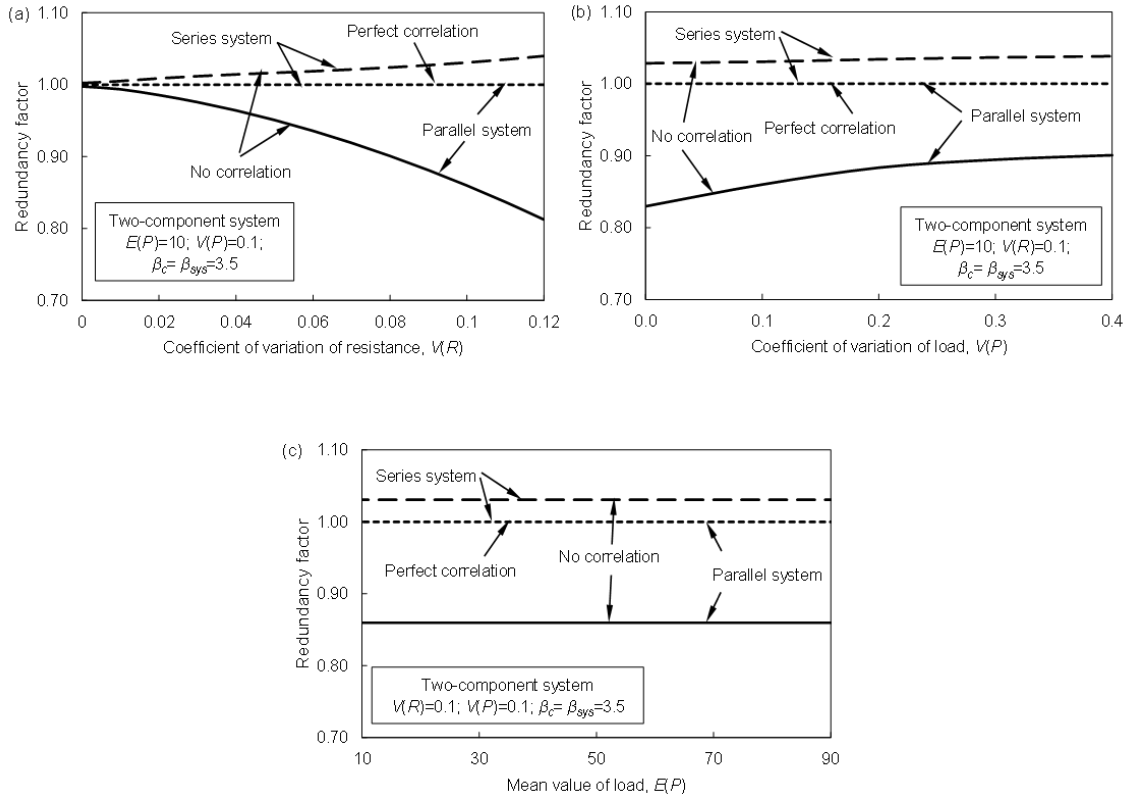 (a)
1.10
1.00
0.90
0.80
0.70
Redundancy factor
Series system
Perfect correlation
Parallel system
No correlation
Two-component system
E(P)=10; V(P)=0.1;
βc= βsys=3.5
0 0.02 0.04 0.06 0.08 0.1 0.12
Coefficient of variation of resistance, V(R)
(b)
1.10
1.00
0.90
0.80
0.70
Redundancy factor
Series system
No correlation
Perfect correlation
Parallel system
Two-component system
E(P)=10; V(R)=0.1;
βc= βsys=3.5
0.0 0.1 0.2 0.3 0.4
Coefficient of variation of load, V(P)
(c)
1.10
1.00
0.90
0.80
0.70
Redundancy factor
Series system
No correlation
Perfect correlation
Parallel system
Two-component system
V(R)=0.1; V(P)=0.1; βc= βsys=3.5
10 30 50 70 90
Mean value of load, E(P)